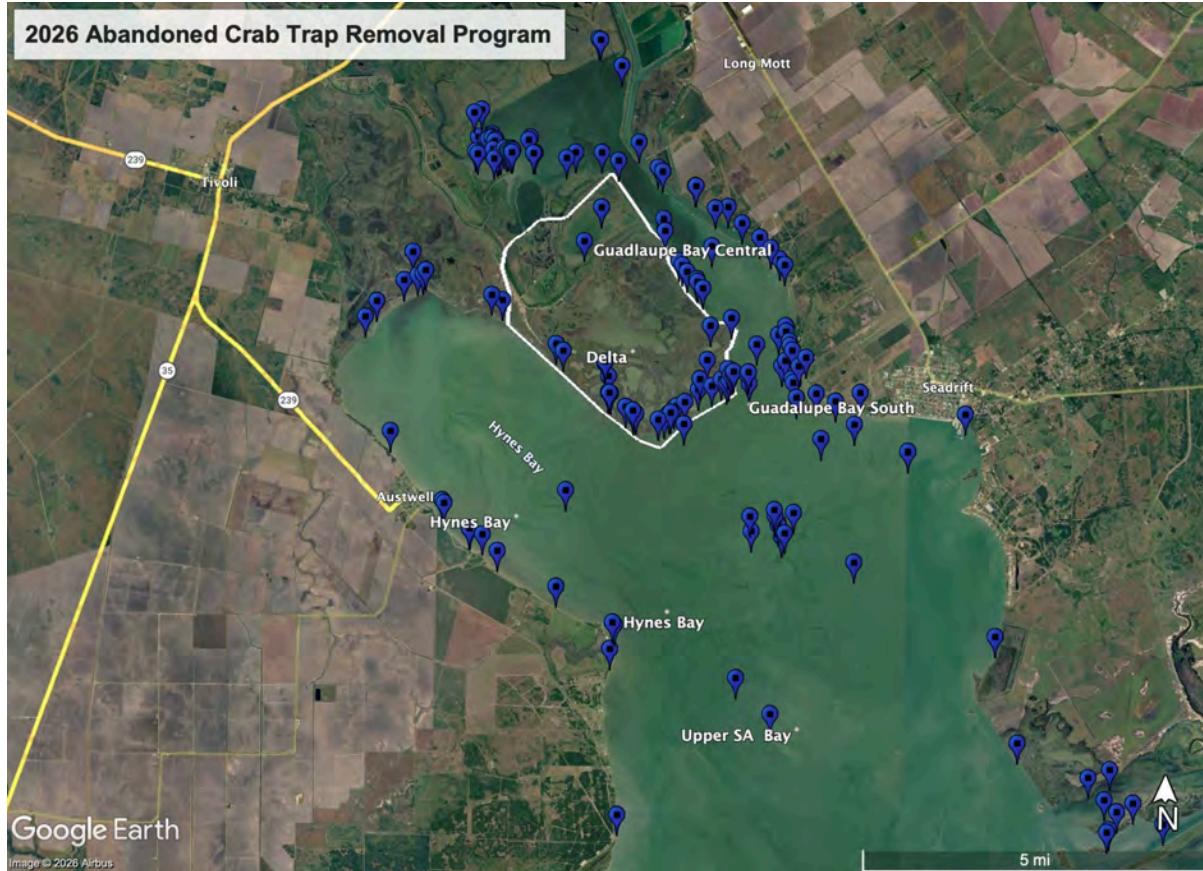 2026 Abandoned Crab Trap Removal Program
Long Mott
239
Tivoli
Guadlaupe Bay Central
Delta
35
239
Seadrift
Guadalupe Bay South
Hynes Bay
Austwell
Hynes Bay
Hynes Bay
Upper SA Bay
N
Google Earth
Image © 2026 Airbus
5 mi